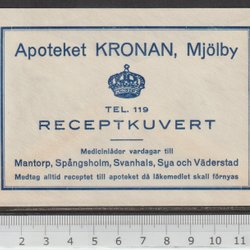 Apoteket KRONAN, Mjölby
TEL. 119
RECEPTKUVERT
Medicinlådor vardagar till
Mantorp, Spångsholm, Svanhals, Sya och Väderstad
Medtag alltid receptet till apoteket då läkemedlet skall förnyas
2 3 4 5 6 7 8 9 10 11